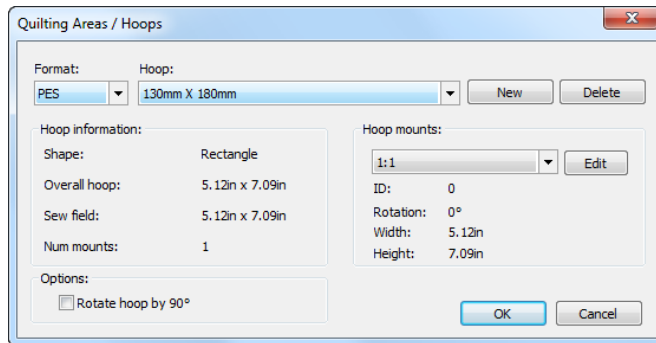 Quilting Areas / Hoops
Format: Hoop:
PES 130mm X 180mm New Delete
Hoop information:
Shape: Rectangle
Overall hoop: 5.12in x 7.09in
Sew field: 5.12in x 7.09in
Num mounts: 1
Hoop mounts:
1:1 Edit
ID: 0
Rotation: 0°
Width: 5.12in
Height: 7.09in
Options:
Rotate hoop by 90°
OK Cancel